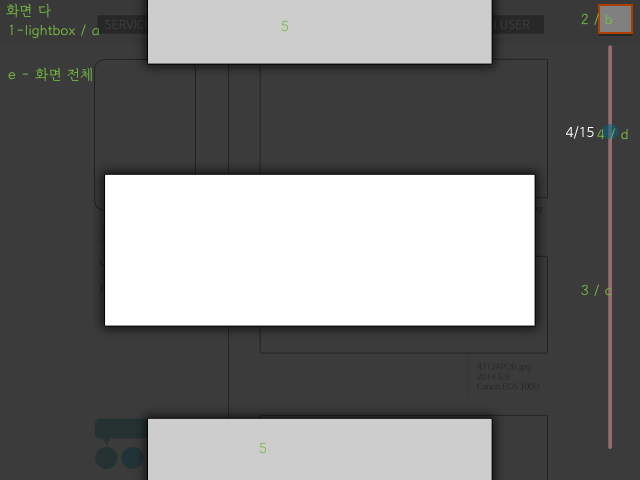 화면 다
1-lightbox / a
SERVIC
5
USER
2 / b
e - 화면 전체
4/15
4 / d
3 / c
4312APUB.jpg
2014.5.9
Canon EOS 100D
5